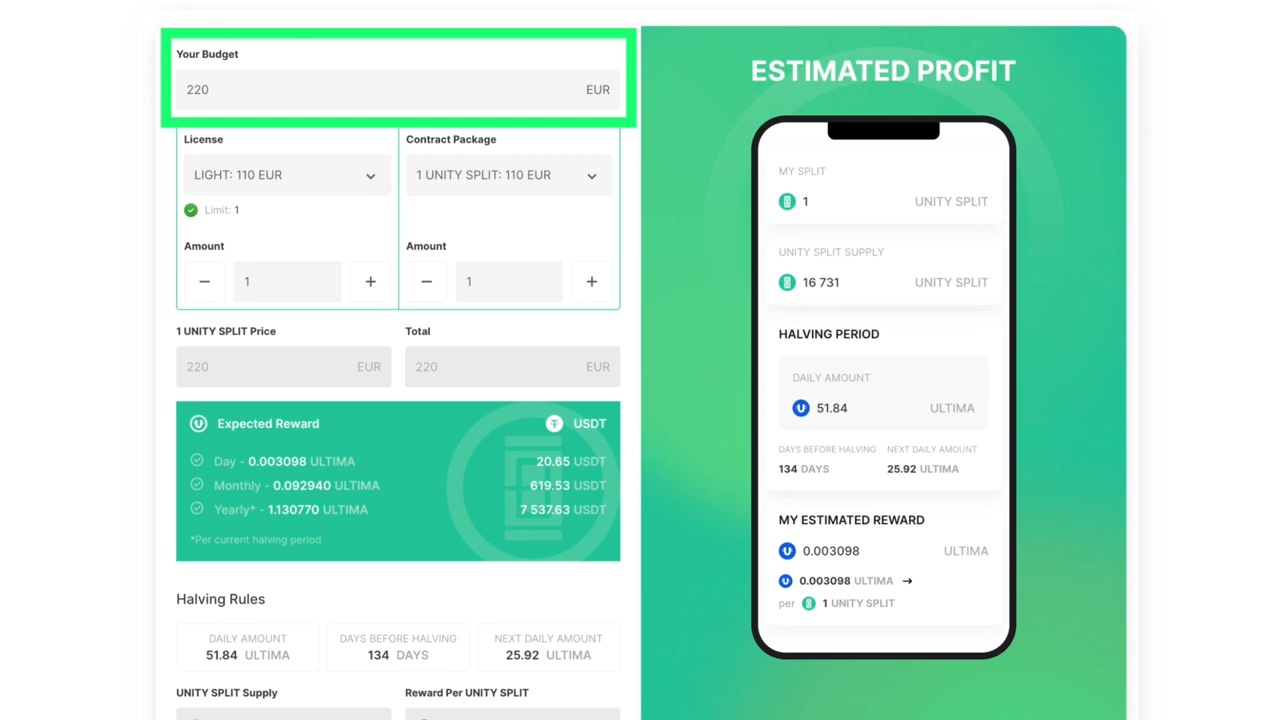 Your Budget
220 EUR
License Contract Package
LIGHT: 110 EUR 1 UNITY SPLIT: 110 EUR
Limit: 1
Amount Amount
− 1 + − 1 +
1 UNITY SPLIT Price Total
220 EUR 220 EUR
Expected Reward USDT
Day - 0.003098 ULTIMA 20.65 USDT
Monthly - 0.092940 ULTIMA 619.53 USDT
Yearly* - 1.130770 ULTIMA 7 537.63 USDT
*Per current halving period
Halving Rules
DAILY AMOUNT DAYS BEFORE HALVING NEXT DAILY AMOUNT
51.84 ULTIMA 134 DAYS 25.92 ULTIMA
UNITY SPLIT Supply Reward Per UNITY SPLIT
ESTIMATED PROFIT
MY SPLIT
1 UNITY SPLIT
UNITY SPLIT SUPPLY
16 731 UNITY SPLIT
HALVING PERIOD
DAILY AMOUNT
51.84 ULTIMA
DAYS BEFORE HALVING NEXT DAILY AMOUNT
134 DAYS 25.92 ULTIMA
MY ESTIMATED REWARD
0.003098 ULTIMA
0.003098 ULTIMA →
per 1 UNITY SPLIT